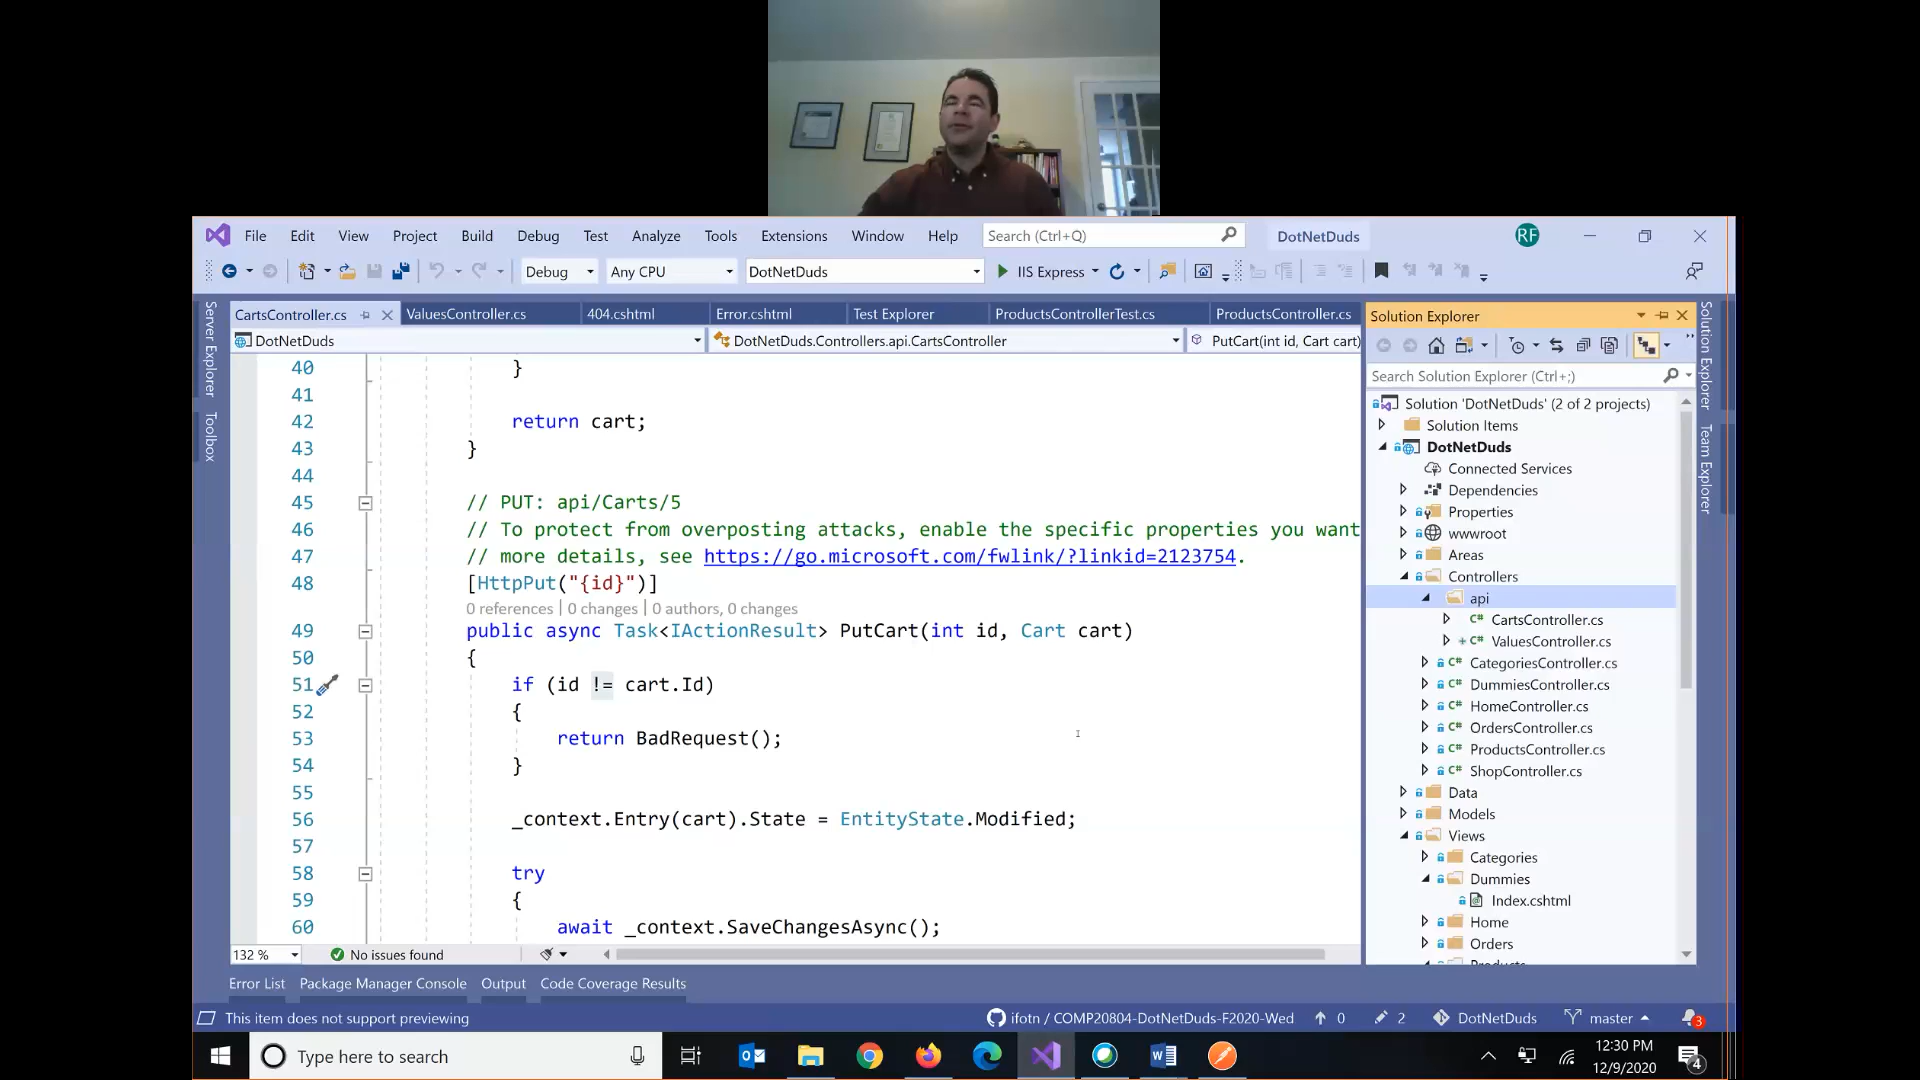 File Edit View Project Build Debug Test Analyze Tools Extensions Window Help Search (Ctrl+Q) DotNetDuds RF
Debug Any CPU DotNetDuds IIS Express
Server Explorer
Toolbox
CartsController.cs ValuesController.cs 404.cshtml Error.cshtml Test Explorer ProductsControllerTest.cs ProductsController.cs
DotNetDuds DotNetDuds.Controllers.api.CartsController PutCart(int id, Cart cart)
40 }
41
42 return cart;
43 }
44
45 // PUT: api/Carts/5
46 // To protect from overposting attacks, enable the specific properties you want
47 // more details, see https://go.microsoft.com/fwlink/?linkid=2123754.
48 [HttpPut("{id}")]
0 references | 0 changes | 0 authors, 0 changes
49 public async Task<IActionResult> PutCart(int id, Cart cart)
50 {
51 if (id != cart.Id)
52 {
53 return BadRequest();
54 }
55
56 _context.Entry(cart).State = EntityState.Modified;
57
58 try
59 {
60 await _context.SaveChangesAsync();
132 % No issues found
Solution Explorer
Search Solution Explorer (Ctrl+;)
Solution 'DotNetDuds' (2 of 2 projects)
Solution Items
DotNetDuds
Connected Services
Dependencies
Properties
wwwroot
Areas
Controllers
api
CartsController.cs
ValuesController.cs
CategoriesController.cs
DummiesController.cs
HomeController.cs
OrdersController.cs
ProductsController.cs
ShopController.cs
Data
Models
Views
Categories
Dummies
Index.cshtml
Home
Orders
Products
Solution Explorer
Team Explorer
Error List Package Manager Console Output Code Coverage Results
This item does not support previewing ifotn / COMP20804-DotNetDuds-F2020-Wed 0 2 DotNetDuds master 3
Type here to search 12:30 PM
12/9/2020 4